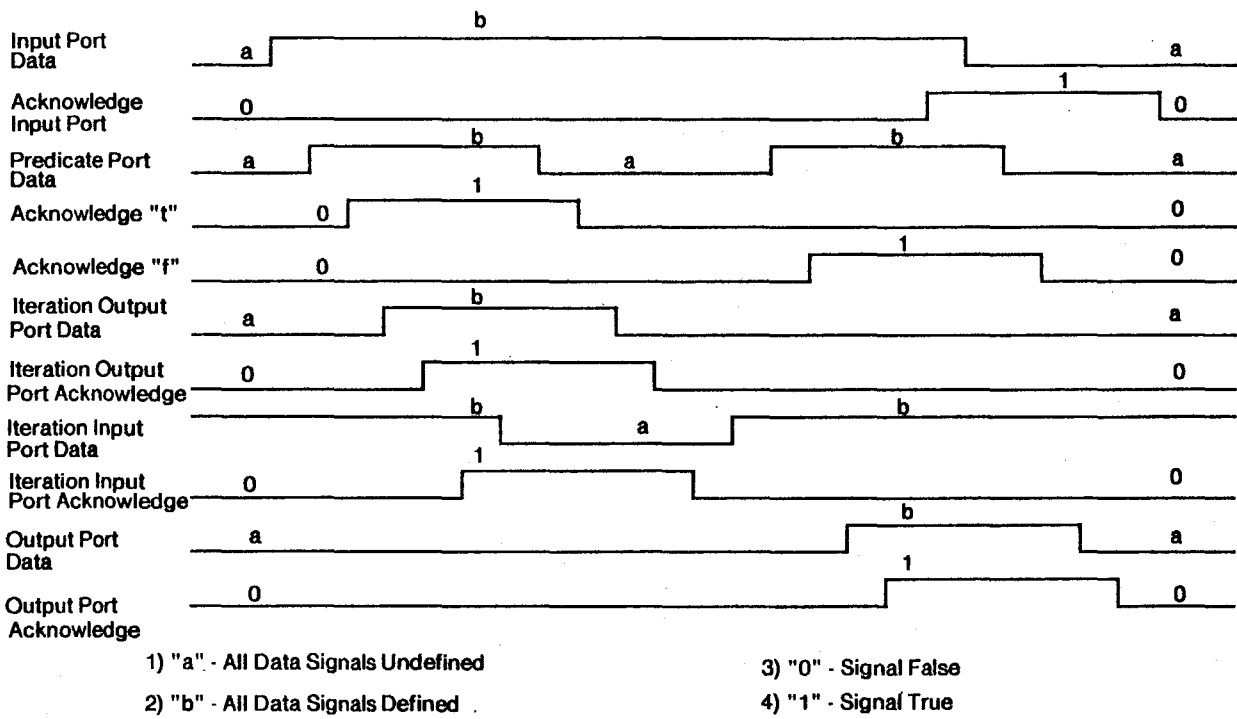 b
Input Port
Data
a
a
Acknowledge
Input Port
0
1
0
Predicate Port
Data
a
b
a
b
a
Acknowledge "t"
0
1
0
Acknowledge "f"
0
1
0
Iteration Output
Port Data
a
b
a
Iteration Output
Port Acknowledge
0
1
0
Iteration Input
Port Data
b
a
b
Iteration Input
Port Acknowledge
0
1
0
Output Port
Data
a
b
a
Output Port
Acknowledge
0
1
0
1) "a" - All Data Signals Undefined
2) "b" - All Data Signals Defined
3) "0" - Signal False
4) "1" - Signal True